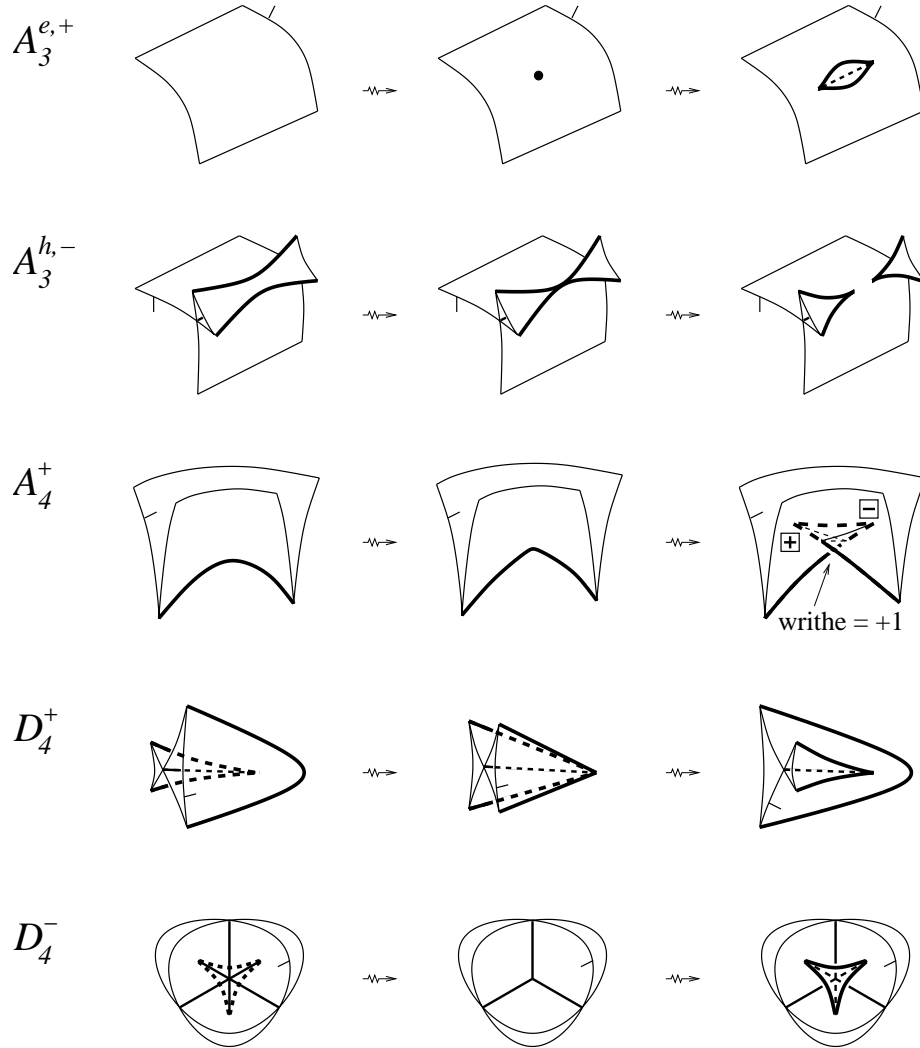 A_3^{e,+}
A_3^{h,-}
A_4^+
− 
+
writhe = +1
D_4^+
D_4^-